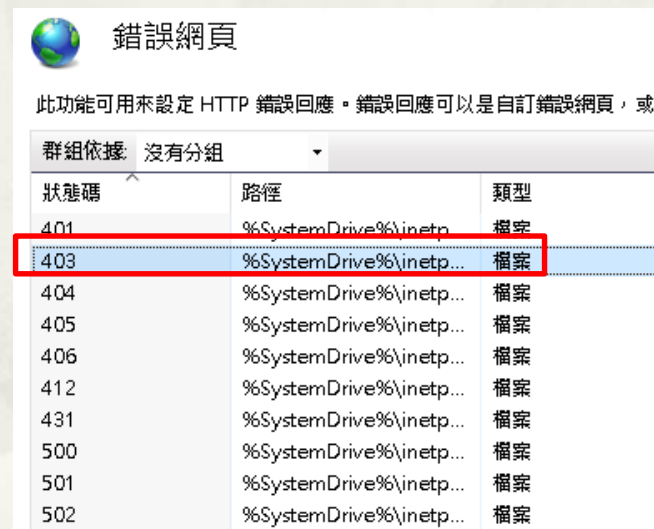 錯誤網頁
此功能可用來設定 HTTP 錯誤回應。錯誤回應可以是自訂錯誤網頁，或
群組依據: 沒有分組
狀態碼 路徑 類型
401 %SystemDrive%\inetp... 檔案
403 %SystemDrive%\inetp... 檔案
404 %SystemDrive%\inetp... 檔案
405 %SystemDrive%\inetp... 檔案
406 %SystemDrive%\inetp... 檔案
412 %SystemDrive%\inetp... 檔案
431 %SystemDrive%\inetp... 檔案
500 %SystemDrive%\inetp... 檔案
501 %SystemDrive%\inetp... 檔案
502 %SystemDrive%\inetp... 檔案